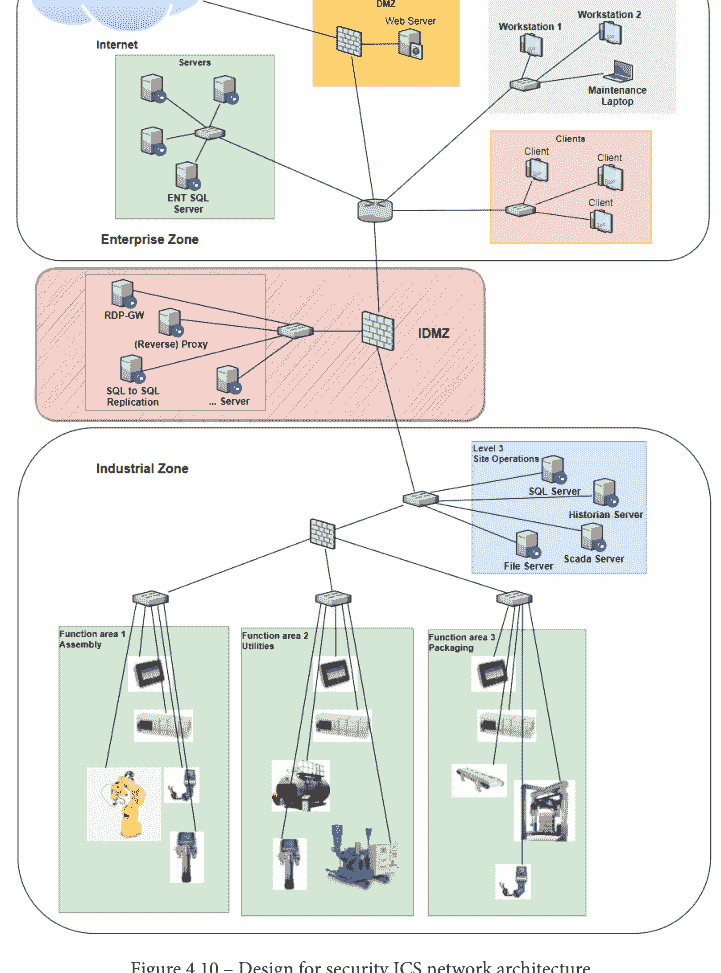 DMZ
Web Server
Workstation 1
Workstation 2
Maintenance
Laptop
Internet
Servers
ENT SQL
Server
Clients
Client
Client
Client
Enterprise Zone
RDP-GW
(Reverse) Proxy
SQL to SQL
Replication
... Server
IDMZ
Industrial Zone
Level 3
Site Operations
SQL Server
Historian Server
Scada Server
File Server
Function area 1
Assembly
Function area 2
Utilities
Function area 3
Packaging
Figure 4.10 – Design for security ICS network architecture